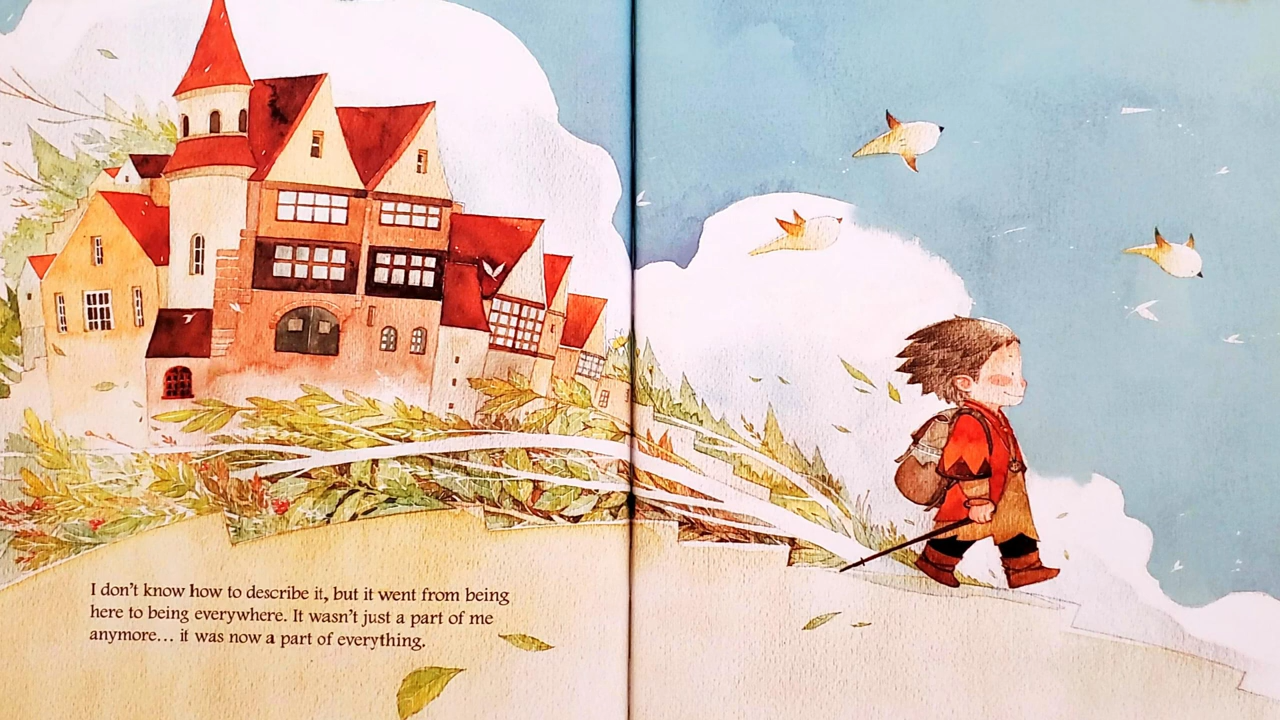 I don't know how to describe it, but it went from being
here to being everywhere. It wasn't just a part of me
anymore... it was now a part of everything.